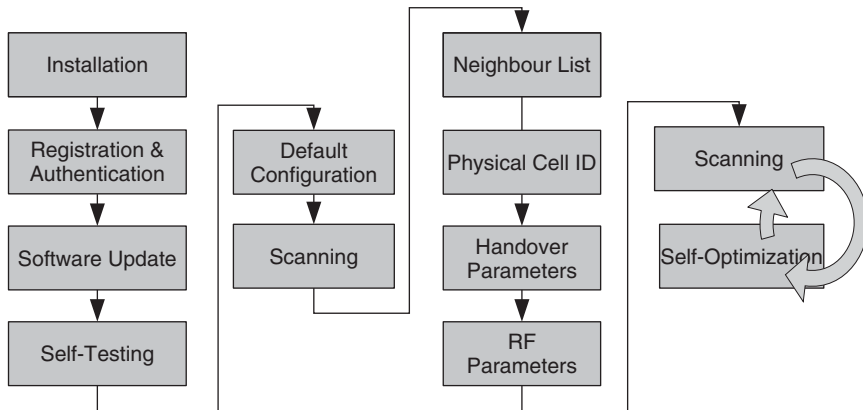 Installation
Registration &
Authentication
Software Update
Self-Testing
Default
Configuration
Scanning
Neighbour List
Physical Cell ID
Handover
Parameters
RF
Parameters
Scanning
Self-Optimization